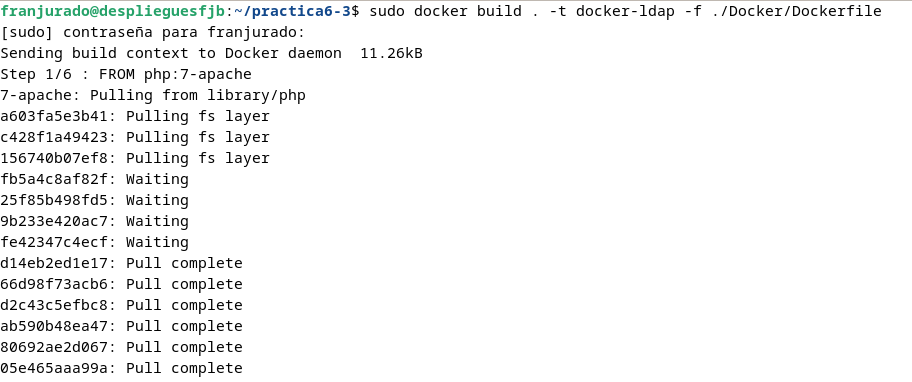 franjurado@desplieguesfjb:~/practica6-3$ sudo docker build . -t docker-ldap -f ./Docker/Dockerfile
[sudo] contraseña para franjurado:
Sending build context to Docker daemon  11.26kB
Step 1/6 : FROM php:7-apache
7-apache: Pulling from library/php
a603fa5e3b41: Pulling fs layer
c428f1a49423: Pulling fs layer
156740b07ef8: Pulling fs layer
fb5a4c8af82f: Waiting
25f85b498fd5: Waiting
9b233e420ac7: Waiting
fe42347c4ecf: Waiting
d14eb2ed1e17: Pull complete
66d98f73acb6: Pull complete
d2c43c5efbc8: Pull complete
ab590b48ea47: Pull complete
80692ae2d067: Pull complete
05e465aaa99a: Pull complete